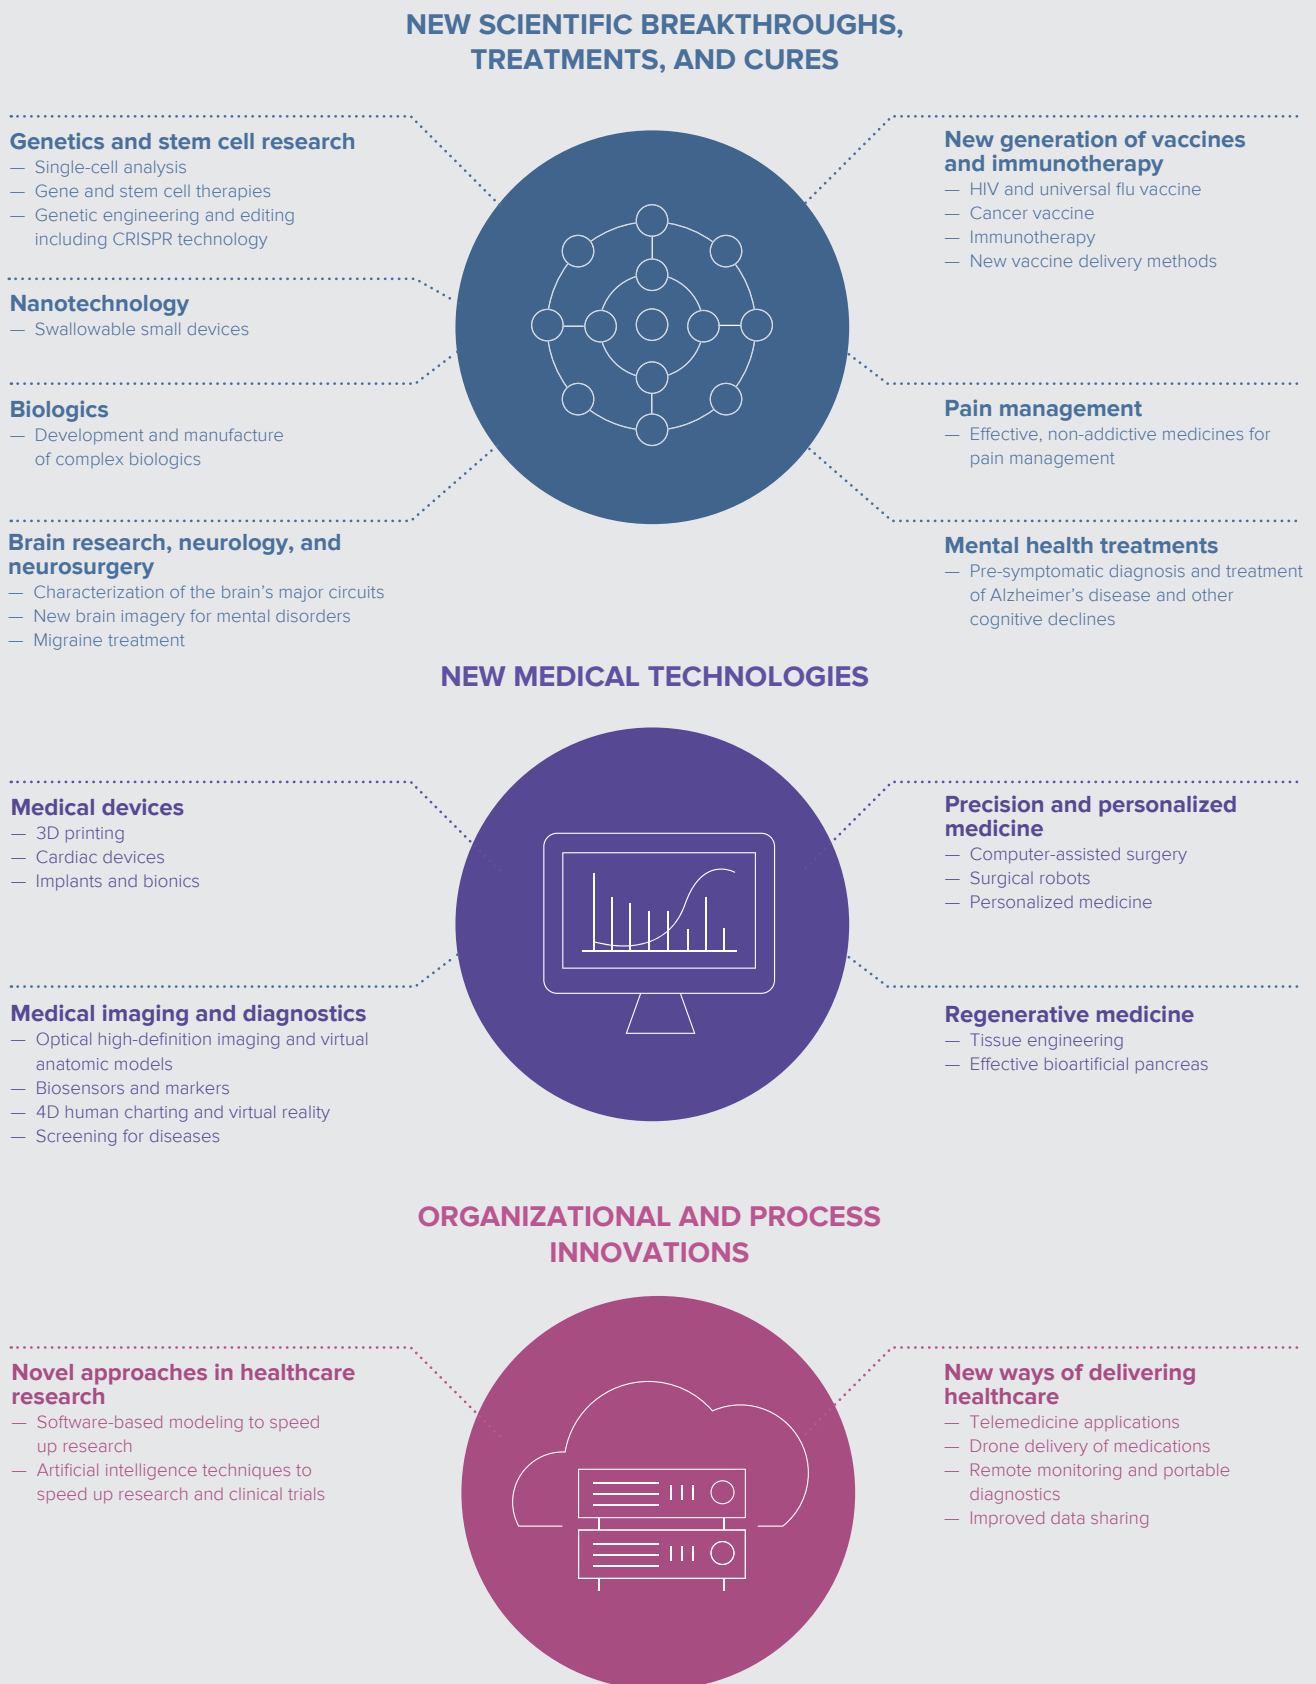 NEW SCIENTIFIC BREAKTHROUGHS,
TREATMENTS, AND CURES
Genetics and stem cell research
— Single-cell analysis
— Gene and stem cell therapies
— Genetic engineering and editing
including CRISPR technology
Nanotechnology
— Swallowable small devices
Biologics
— Development and manufacture
of complex biologics
Brain research, neurology, and
neurosurgery
— Characterization of the brain’s major circuits
— New brain imagery for mental disorders
— Migraine treatment
New generation of vaccines
and immunotherapy
— HIV and universal flu vaccine
— Cancer vaccine
— Immunotherapy
— New vaccine delivery methods
Pain management
— Effective, non-addictive medicines for
pain management
Mental health treatments
— Pre-symptomatic diagnosis and treatment
of Alzheimer’s disease and other
cognitive declines
NEW MEDICAL TECHNOLOGIES
Medical devices
— 3D printing
— Cardiac devices
— Implants and bionics
Medical imaging and diagnostics
— Optical high-definition imaging and virtual
anatomic models
— Biosensors and markers
— 4D human charting and virtual reality
— Screening for diseases
Precision and personalized
medicine
— Computer-assisted surgery
— Surgical robots
— Personalized medicine
Regenerative medicine
— Tissue engineering
— Effective bioartificial pancreas
ORGANIZATIONAL AND PROCESS
INNOVATIONS
Novel approaches in healthcare
research
— Software-based modeling to speed
up research
— Artificial intelligence techniques to
speed up research and clinical trials
New ways of delivering
healthcare
— Telemedicine applications
— Drone delivery of medications
— Remote monitoring and portable
diagnostics
— Improved data sharing